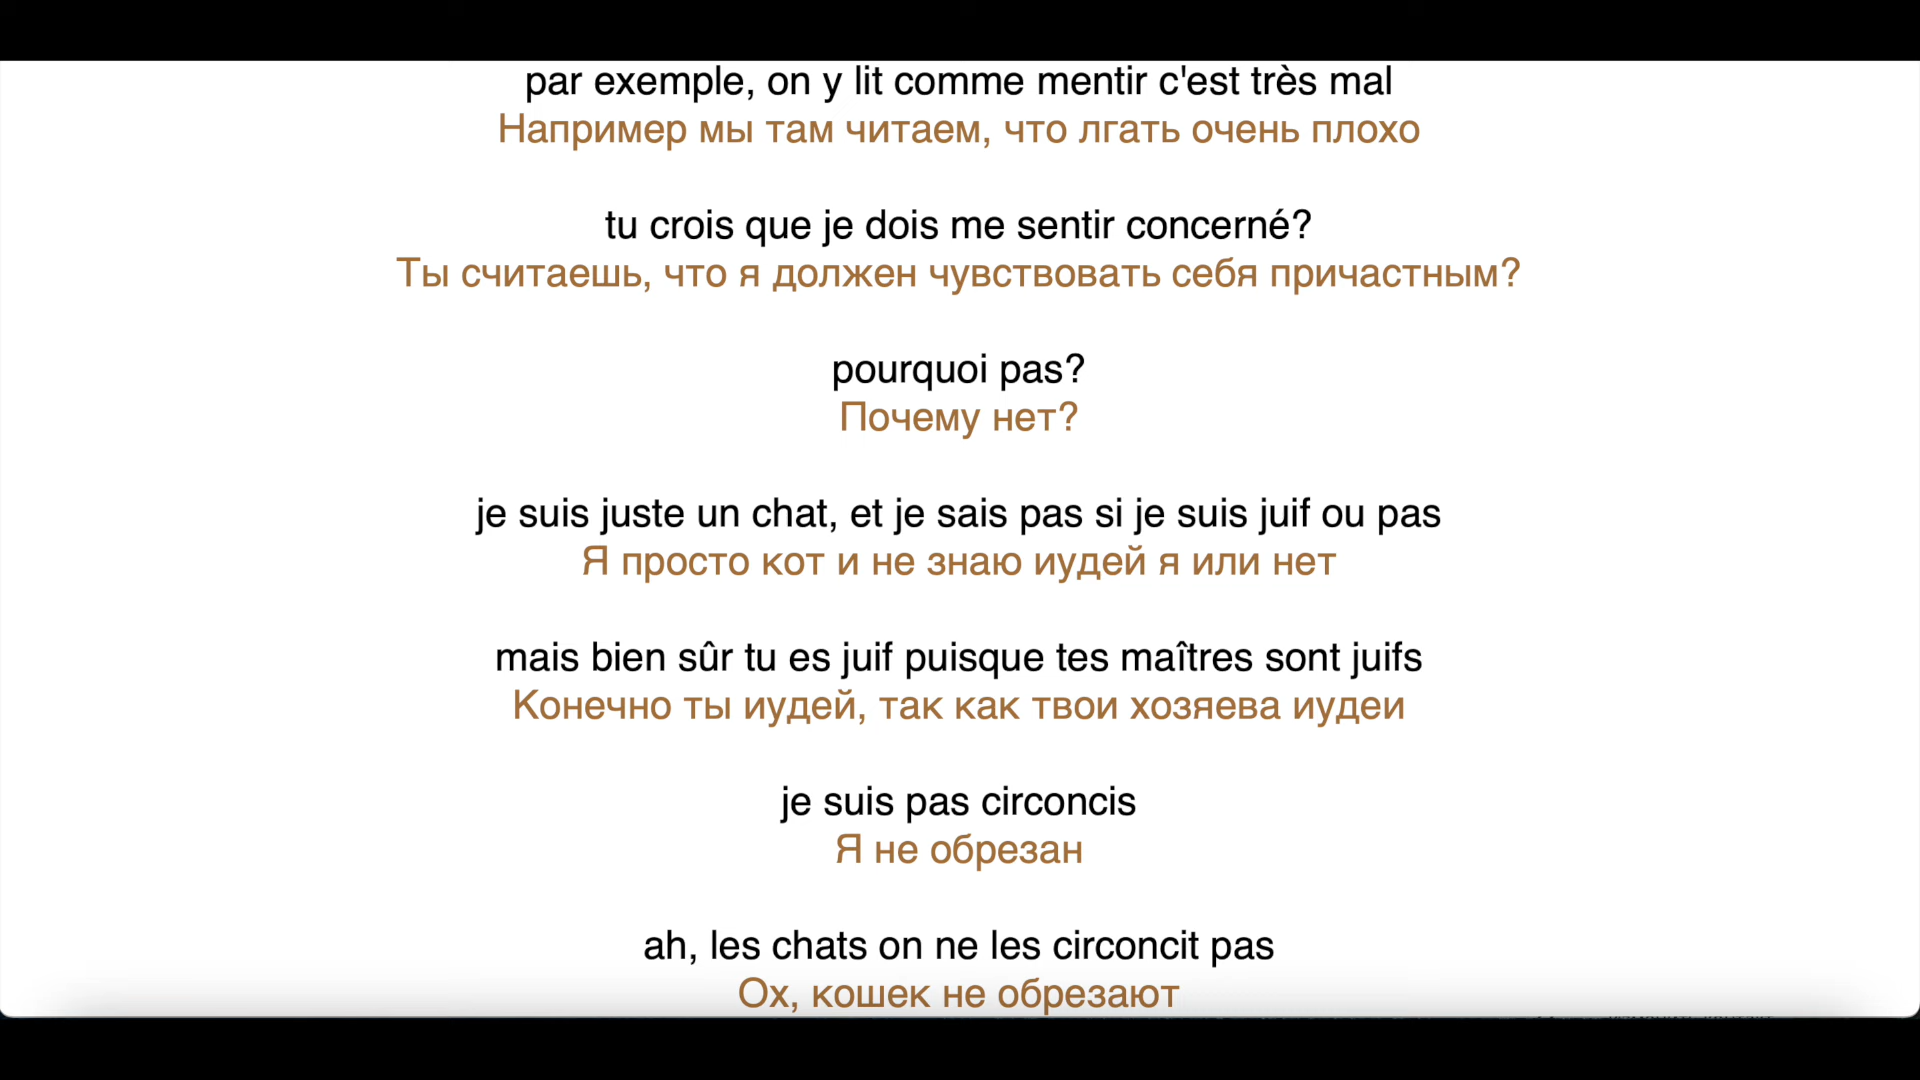 par exemple, on y lit comme mentir c'est très mal
Например мы там читаем, что лгать очень плохо
tu crois que je dois me sentir concerné?
Ты считаешь, что я должен чувствовать себя причастным?
pourquoi pas?
Почему нет?
je suis juste un chat, et je sais pas si je suis juif ou pas
Я просто кот и не знаю иудей я или нет
mais bien sûr tu es juif puisque tes maîtres sont juifs
Конечно ты иудей, так как твои хозяева иудеи
je suis pas circoncis
Я не обрезан
ah, les chats on ne les circoncit pas
Ох, кошек не обрезают